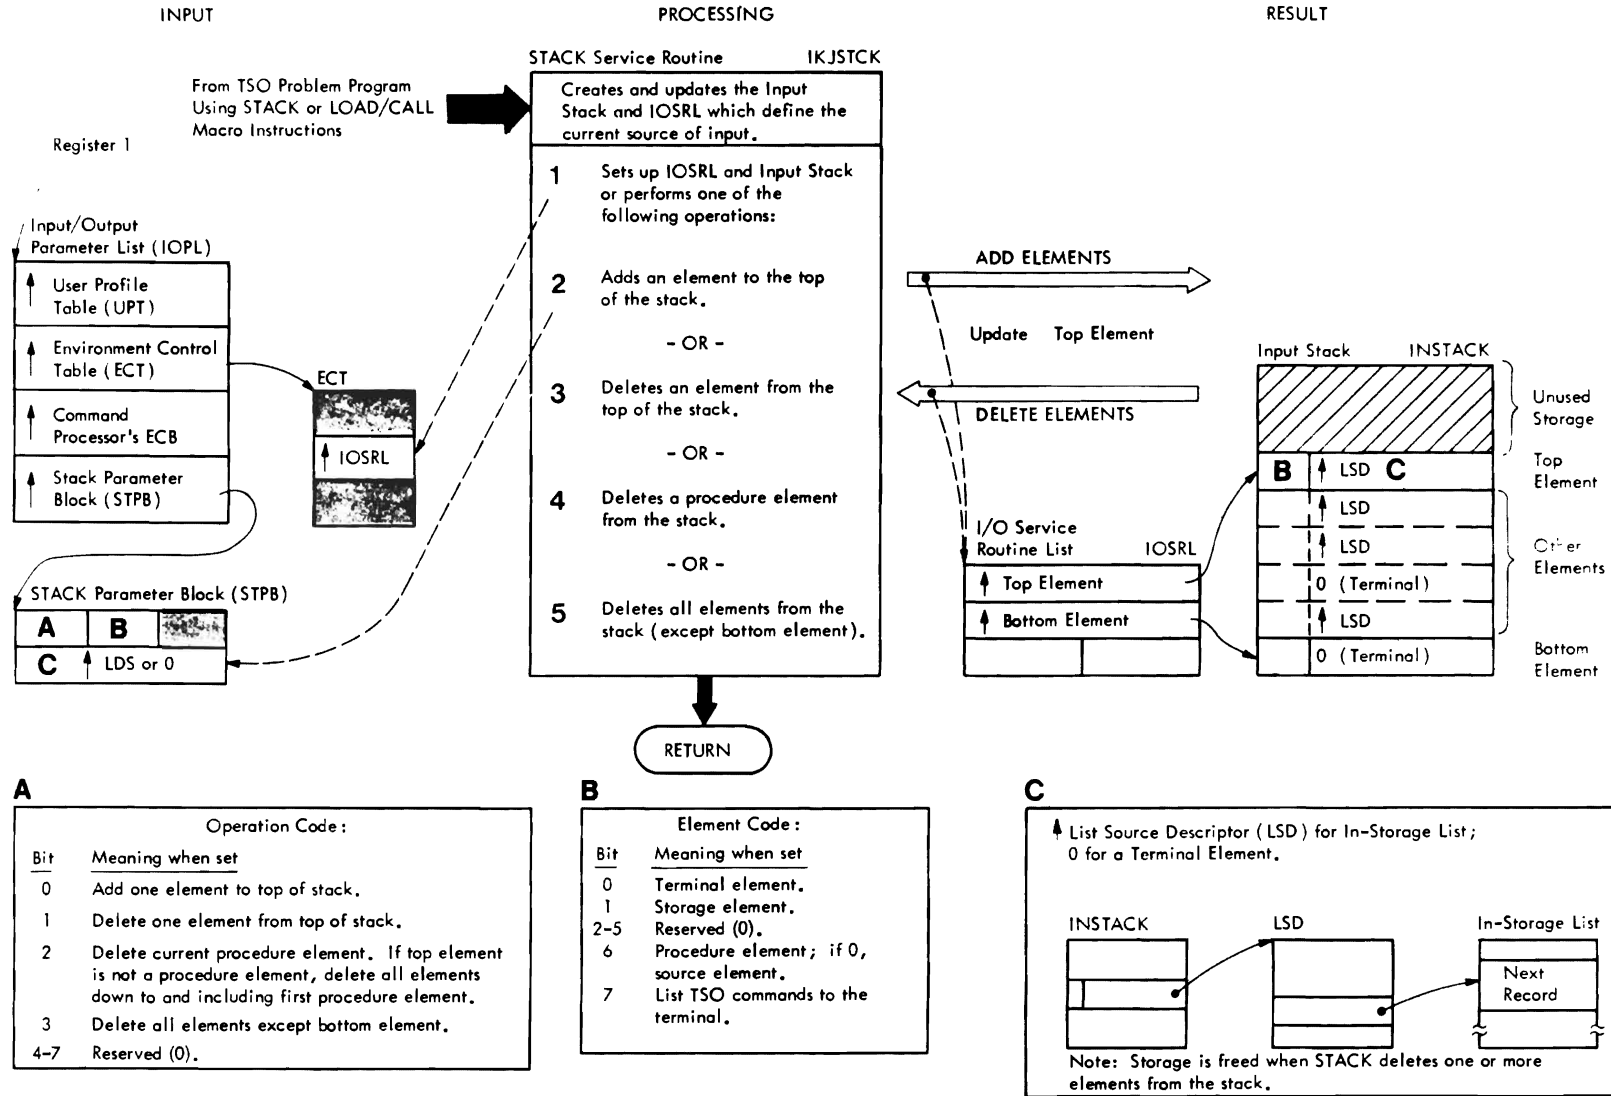 INPUT
PROCESSING
RESULT
STACK Service Routine IKJSTCK
From TSO Problem Program
Using STACK or LOAD/CALL
Macro Instructions
Creates and updates the Input
Stack and IOSRL which define the
current source of input.
Register 1
Input/Output
Parameter List (IOPL)
User Profile
Table (UPT)
Environment Control
Table (ECT)
Command
Processor's ECB
Stack Parameter
Block (STPB)
ECT
IOSRL
STACK Parameter Block (STPB)
A B
C LDS or 0
1 Sets up IOSRL and Input Stack
or performs one of the
following operations:
2 Adds an element to the top
of the stack.
- OR -
3 Deletes an element from the
top of the stack.
- OR -
4 Deletes a procedure element
from the stack.
- OR -
5 Deletes all elements from the
stack (except bottom element).
RETURN
ADD ELEMENTS
Update Top Element
DELETE ELEMENTS
I/O Service
Routine List IOSRL
Top Element
Bottom Element
Input Stack INSTACK
B LSD C
LSD
LSD
0 (Terminal)
LSD
0 (Terminal)
Unused
Storage
Top
Element
Other
Elements
Bottom
Element
A
Operation Code:
Bit Meaning when set
0 Add one element to top of stack.
1 Delete one element from top of stack.
2 Delete current procedure element. If top element
is not a procedure element, delete all elements
down to and including first procedure element.
3 Delete all elements except bottom element.
4-7 Reserved (0).
B
Element Code:
Bit Meaning when set
0 Terminal element.
1 Storage element.
2-5 Reserved (0).
6 Procedure element; if 0,
source element.
7 List TSO commands to the
terminal.
C
List Source Descriptor (LSD) for In-Storage List;
0 for a Terminal Element.
INSTACK
LSD
In-Storage List
Next
Record
Note: Storage is freed when STACK deletes one or more
elements from the stack.